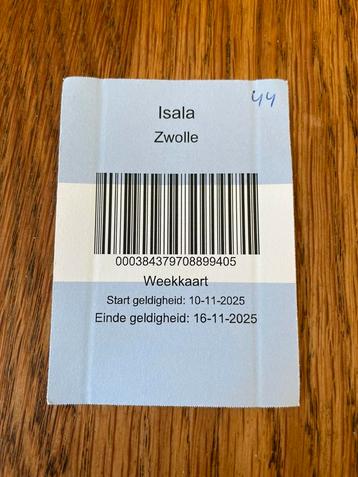 44
Isala
Zwolle
000384379708899405
Weekkaart
Start geldigheid: 10-11-2025
Einde geldigheid: 16-11-2025